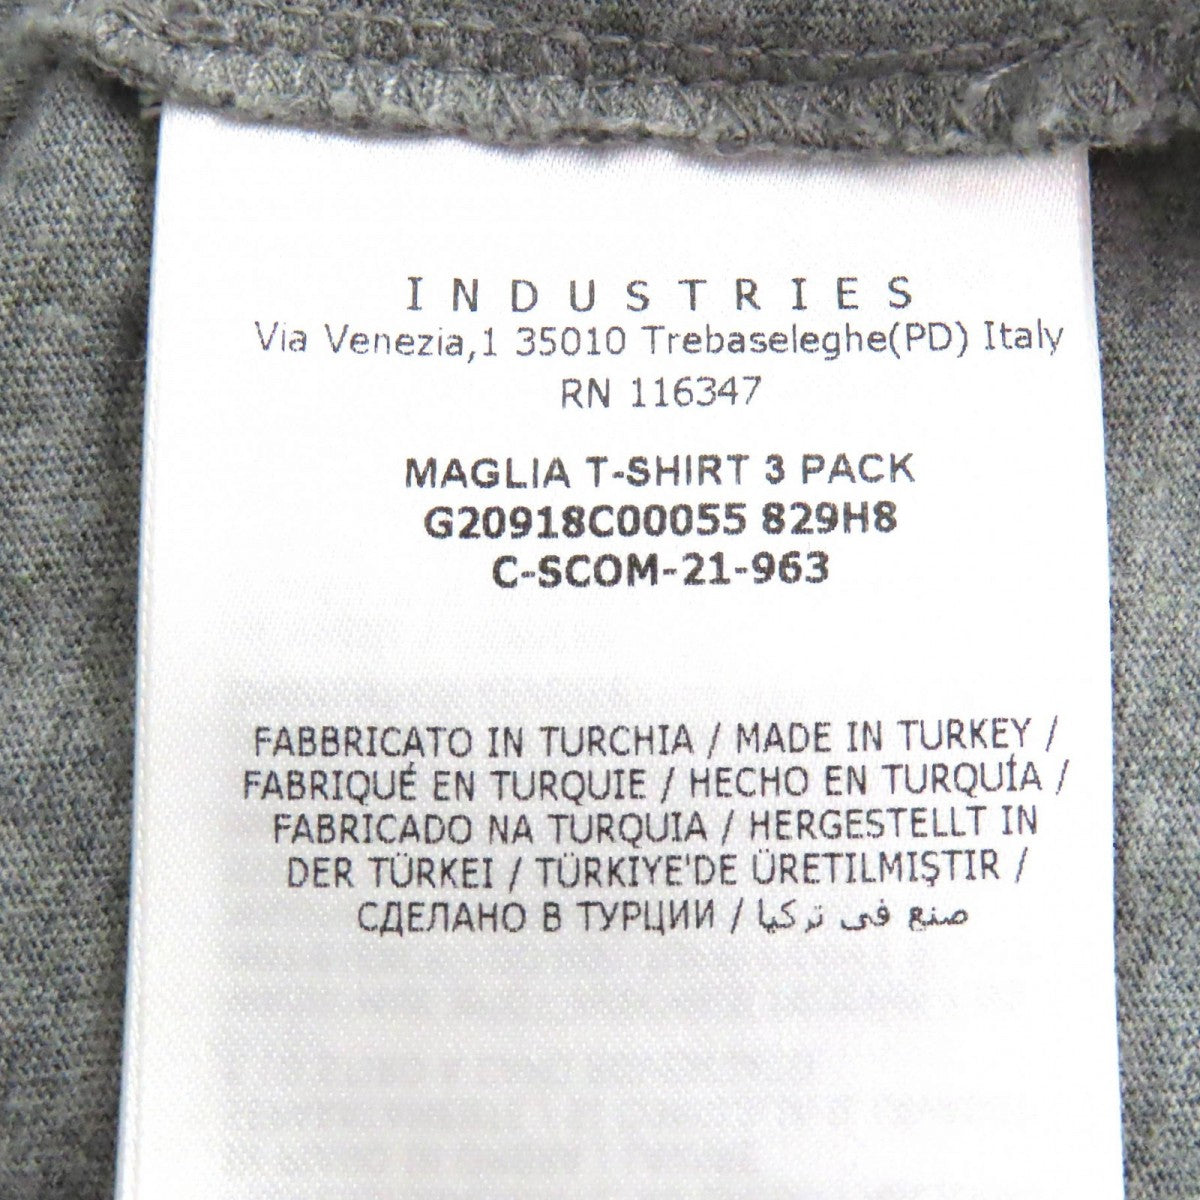 INDUSTRIES
Via Venezia,1 35010 Trebaseleghe(PD) Italy
RN 116347
MAGLIA T-SHIRT 3 PACK
G20918C00055 829H8
C-SCOM-21-963
FABBRICATO IN TURCHIA / MADE IN TURKEY /
FABRIQUÉ EN TURQUIE / HECHO EN TURQUÍA /
FABRICADO NA TURQUIA / HERGESTELLT IN
DER TÜRKEI / TÜRKIYE'DE ÜRETILMIŞTIR /
СДЕЛАНО В ТУРЦИИ / صنع في تركيا